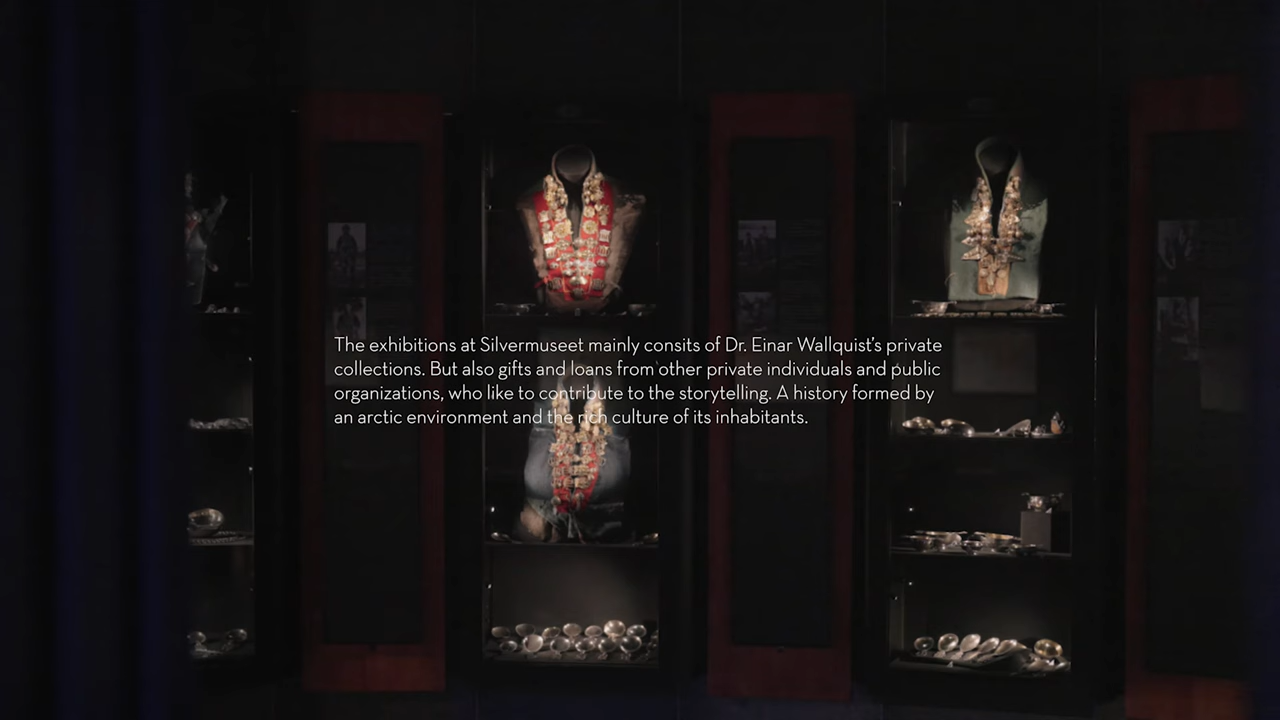 The exhibitions at Silvermuseet mainly consits of Dr. Einar Wallquist's private
collections. But also gifts and loans from other private individuals and public
organizations, who like to contribute to the storytelling. A history formed by
an arctic environment and the rich culture of its inhabitants.